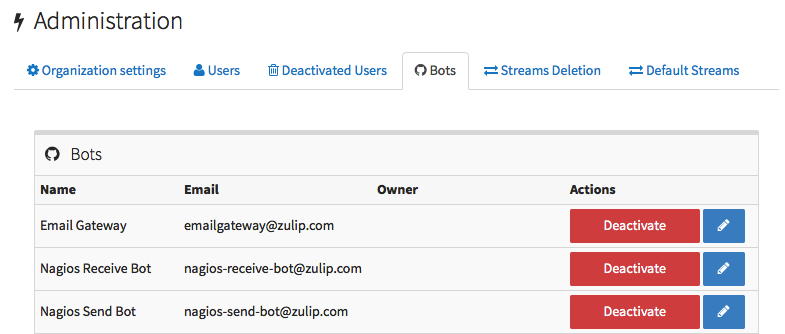 Administration
Organization settings Users Deactivated Users Bots Streams Deletion Default Streams
Bots
Name Email Owner Actions
Email Gateway emailgateway@zulip.com Deactivate
Nagios Receive Bot nagios-receive-bot@zulip.com Deactivate
Nagios Send Bot nagios-send-bot@zulip.com Deactivate